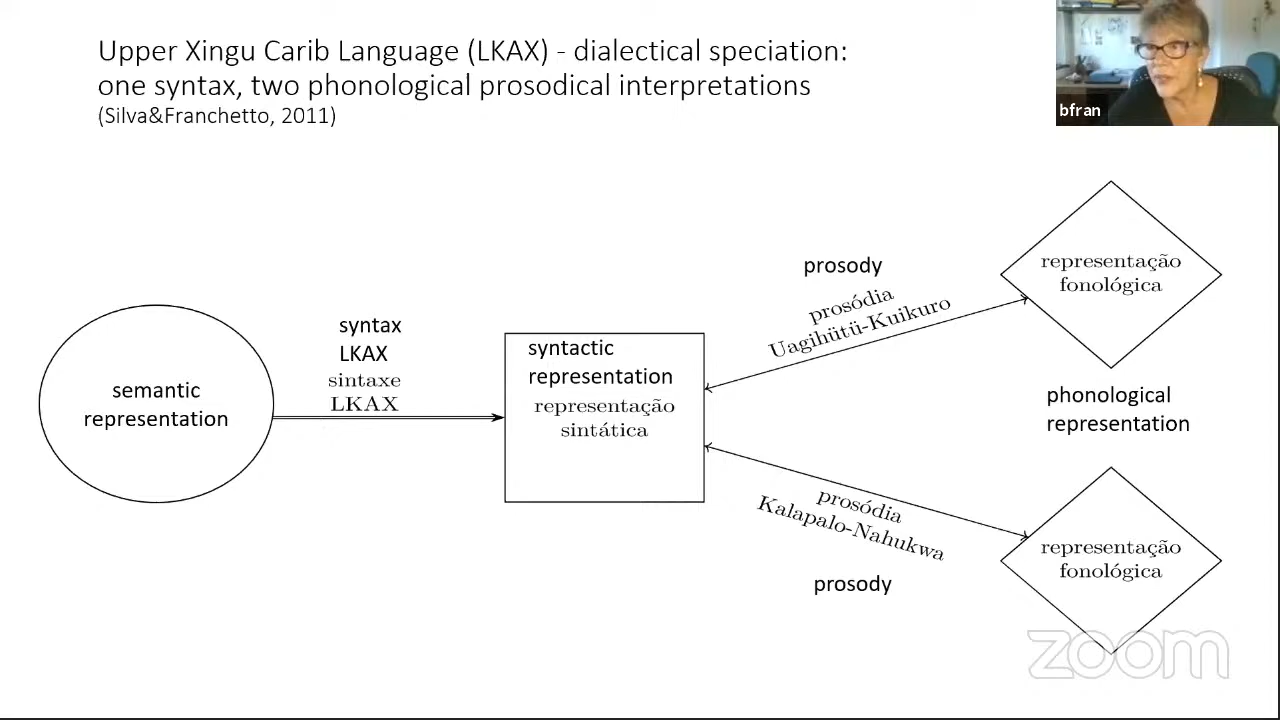 Upper Xingu Carib Language (LKAX) - dialectical speciation:
one syntax, two phonological prosodical interpretations
(Silva&Franchetto, 2011)
bfran
semantic
representation
syntax
LKAX
sintaxe
LKAX
syntactic
representation
representação
sintática
prosody
prosódia
Uagihütü-Kuikuro
representação
fonológica
phonological
representation
prosódia
Kalapalo-Nahukwa
prosody
representação
fonológica
zoom